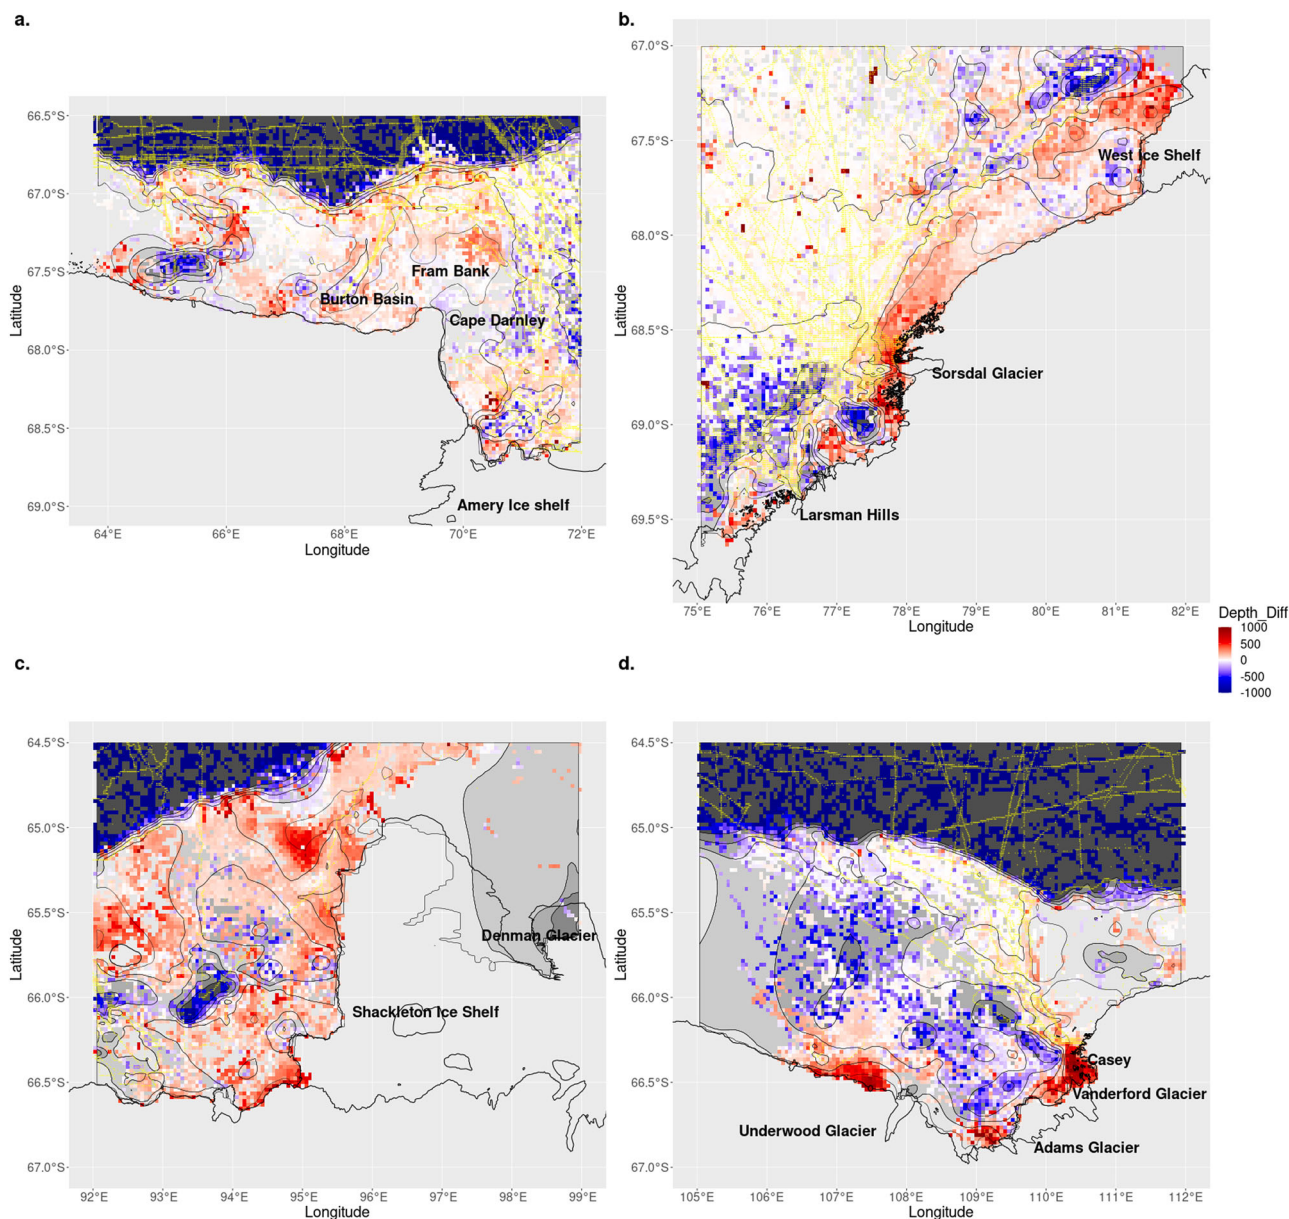 a.
66.5°S
67.0°S
67.5°S
68.0°S
68.5°S
69.0°S
Latitude
Fram Bank
Burton Basin
Cape Darnley
Amery Ice shelf
64°E 66°E 68°E 70°E 72°E
Longitude
b.
67.0°S
67.5°S
68.0°S
68.5°S
69.0°S
69.5°S
Latitude
West Ice Shelf
Sorsdal Glacier
Larsman Hills
75°E 76°E 77°E 78°E 79°E 80°E 81°E 82°E
Longitude
Depth_Diff
1000
500
0
-500
-1000
c.
64.5°S
65.0°S
65.5°S
66.0°S
66.5°S
67.0°S
Latitude
Denman Glacier
Shackleton Ice Shelf
92°E 93°E 94°E 95°E 96°E 97°E 98°E 99°E
Longitude
d.
64.5°S
65.0°S
65.5°S
66.0°S
66.5°S
67.0°S
Latitude
Casey
Vanderford Glacier
Underwood Glacier
Adams Glacier
105°E 106°E 107°E 108°E 109°E 110°E 111°E 112°E
Longitude